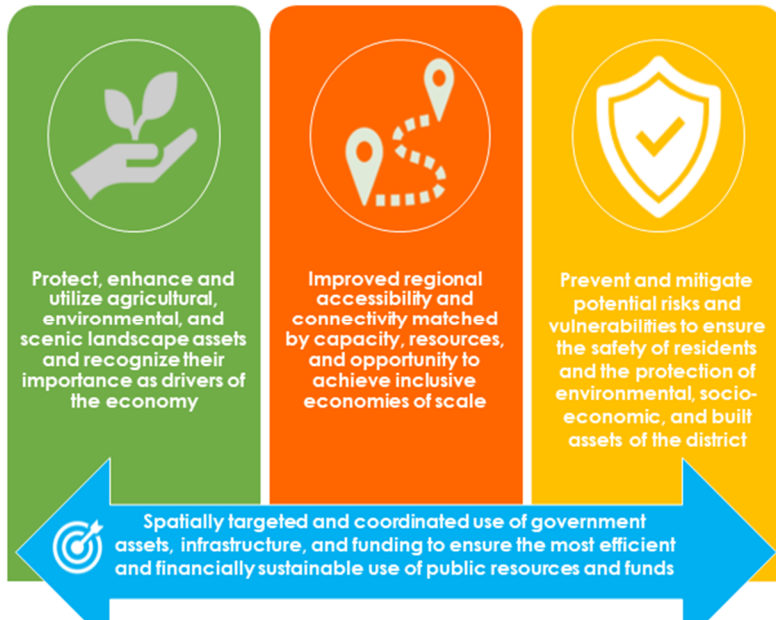 Protect, enhance and
utilize agricultural,
environmental, and
scenic landscape assets
and recognize their
importance as drivers of
the economy
Improved regional
accessibility and
connectivity matched
by capacity, resources,
and opportunity to
achieve inclusive
economies of scale
Prevent and mitigate
potential risks and
vulnerabilities to ensure
the safety of residents
and the protection of
environmental, socio-
economic, and built
assets of the district
Spatially targeted and coordinated use of government
assets, infrastructure, and funding to ensure the most efficient
and financially sustainable use of public resources and funds